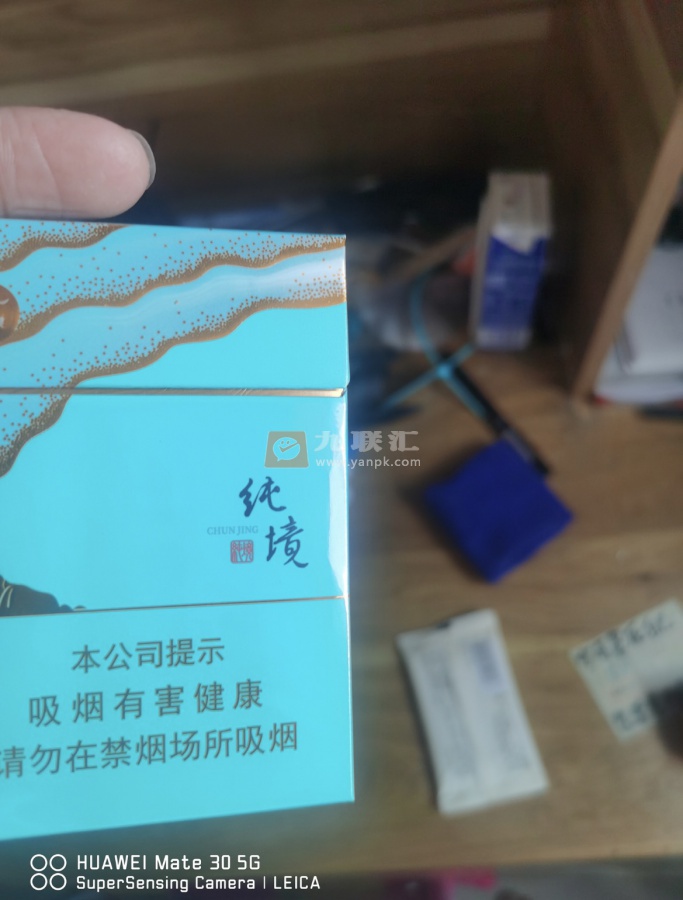 九联汇
www.yanpk.com
纯
CHUN JING
境
本公司提示
吸烟有害健康
请勿在禁烟场所吸烟
HUAWEI Mate 30 5G
SuperSensing Camera | LEICA